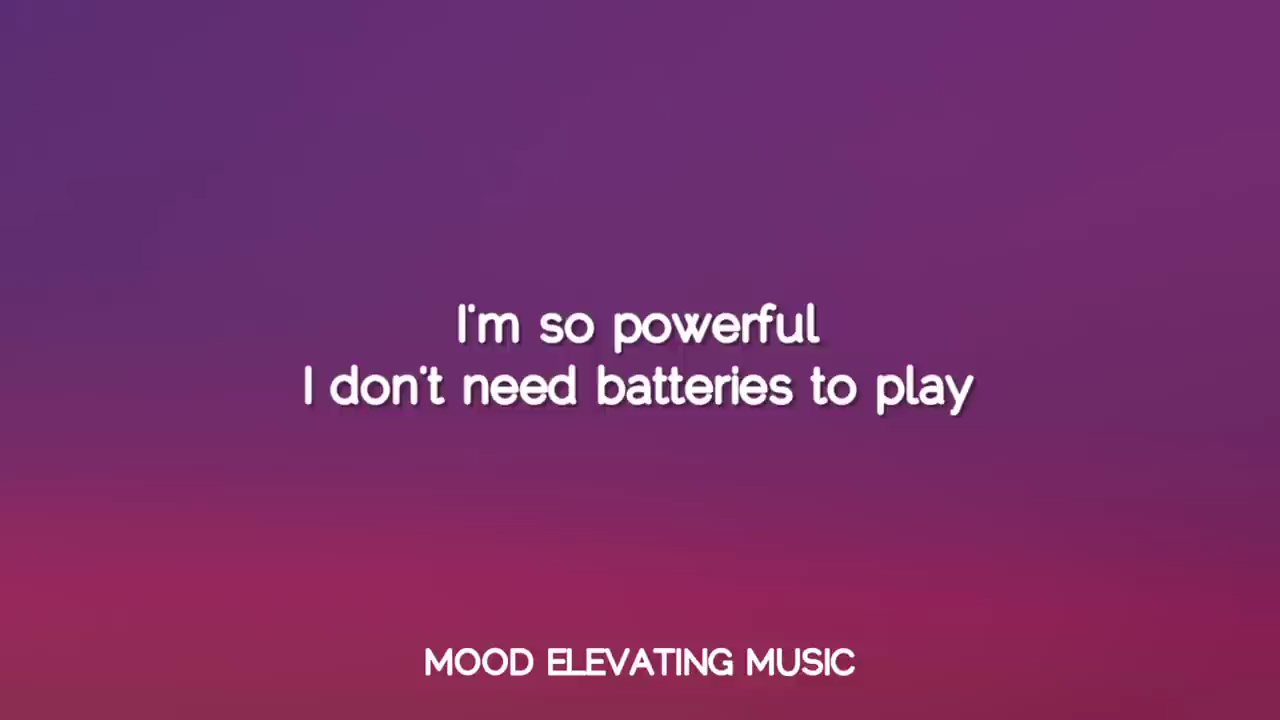 I'm so powerful
I don't need batteries to play
MOOD ELEVATING MUSIC